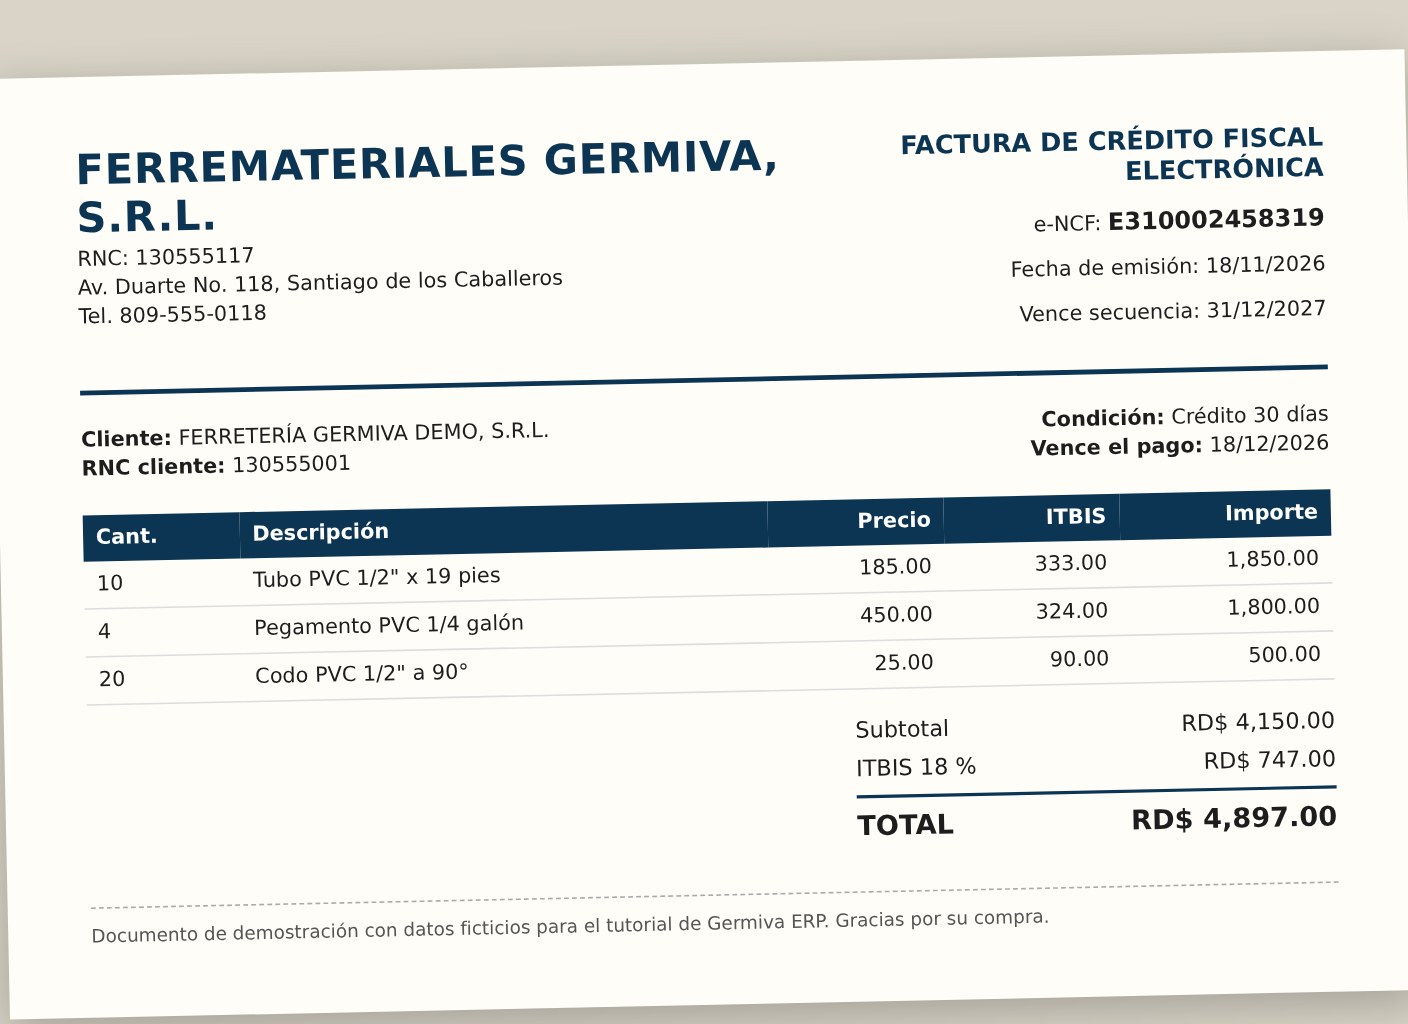 FERREMATERIALES GERMIVA,
S.R.L.
RNC: 130555117
Av. Duarte No. 118, Santiago de los Caballeros
Tel. 809-555-0118
FACTURA DE CRÉDITO FISCAL
ELECTRÓNICA
e-NCF: E310002458319
Fecha de emisión: 18/11/2026
Vence secuencia: 31/12/2027
Cliente: FERRETERÍA GERMIVA DEMO, S.R.L.
RNC cliente: 130555001
Condición: Crédito 30 días
Vence el pago: 18/12/2026
Cant. Descripción Precio ITBIS Importe
10 Tubo PVC 1/2" x 19 pies 185.00 333.00 1,850.00
4 Pegamento PVC 1/4 galón 450.00 324.00 1,800.00
20 Codo PVC 1/2" a 90° 25.00 90.00 500.00
Subtotal RD$ 4,150.00
ITBIS 18 % RD$ 747.00
TOTAL RD$ 4,897.00
Documento de demostración con datos ficticios para el tutorial de Germiva ERP. Gracias por su compra.